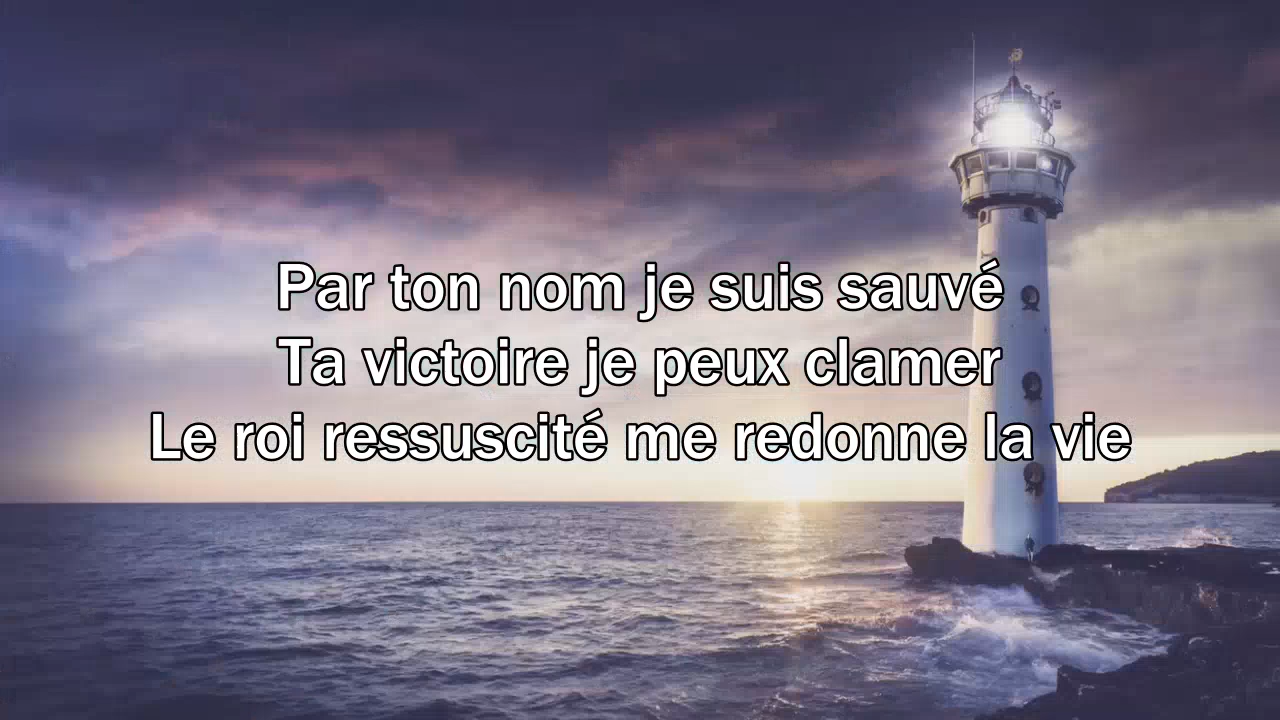 Par ton nom je suis sauvé
Ta victoire je peux clamer
Le roi ressuscité me redonne la vie